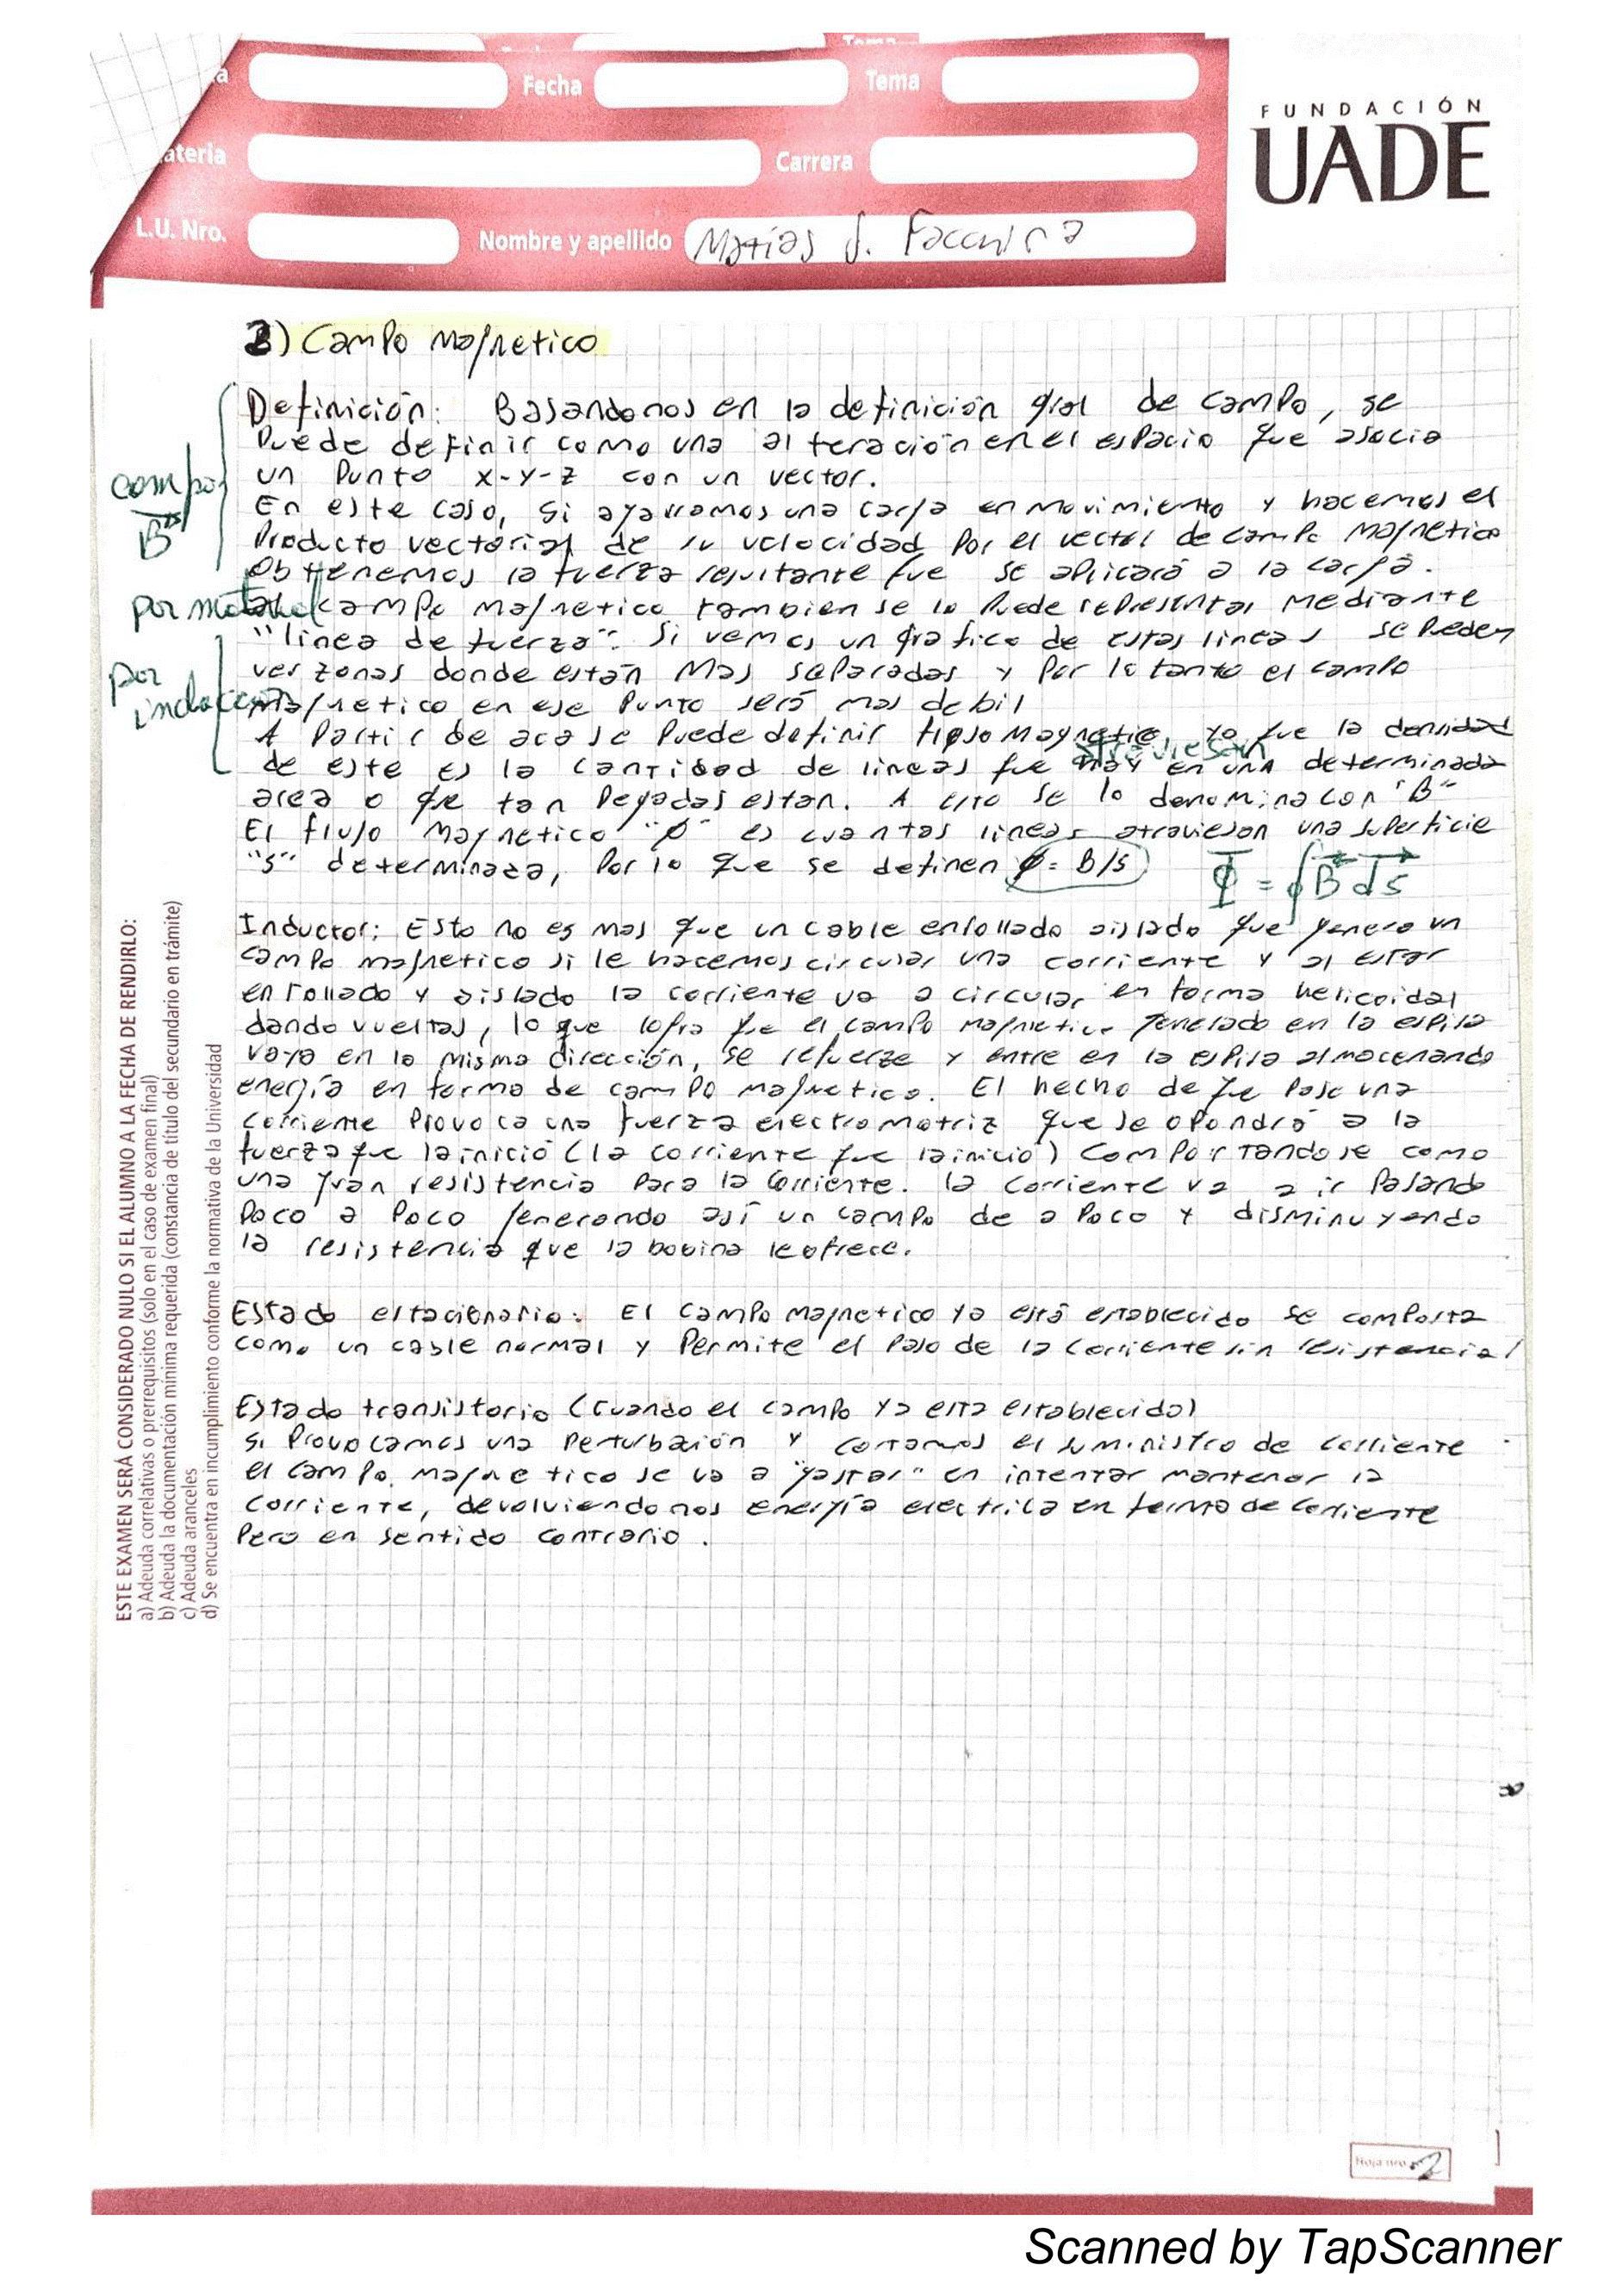 Fecha
Tema
ateria
Carrera
L.U. Nro.
Nombre y apellido Matías J.
FUNDACIÓN
UADE
2) Campo Magnetico
Definición: Basandonos en la definición gral de campo, se
puede definir como una alteración en el espacio que asocia
un punto x-y-z con un vector.
En este caso, si agarramos una carga en movimiento y hacemos el
producto vectorial de su velocidad por el vector de campo magnetico
obtenemos la fuerza resultante que se aplicará a la carga.
al campo magnetico tambien se lo puede representar mediante
"linea de fuerza". Si vemos un grafico de estas lineas se pueden
ver zonas donde están mas separadas y por lo tanto el campo
magnetico en ese punto será mas debil
A partir de aca se puede definir flujo magnetico, ya que la densidad
de este es la cantidad de lineas que hay en una determinada
area o que tan pegadas estan. A esto se lo denomina con "B"
El flujo magnetico "φ" es cuantas lineas atraviesan una superficie
"s" determinada, por lo que se definen φ = B/s
campo
B
por
inducción
atraviesan
Φ = ∮ B ds
Inductor: Esto no es mas que un cable enrollado aislado que genera un
campo magnetico si le hacemos circular una corriente y al estar
enrollado y aislado la corriente va a circular en forma helicoidal
dando vueltas, lo que logra que el campo magnetico generado en la espira
vaya en la misma dirección, se refuerze y entre en la espira almacenando
energía en forma de campo magnetico. El hecho de que pase una
corriente provoca una fuerza electromotriz que se opondrá a la
fuerza que la inició (la corriente que la inicio) comportandose como
una gran resistencia para la corriente. la corriente va a ir pasando
poco a poco generando así un campo de a poco y disminuyendo
la resistencia que la bobina le ofrece.
Estado estacionario: El campo magnetico ya está establecido se comporta
como un cable normal y permite el paso de la corriente sin resistencia
Estado transistorio (cuando el campo ya esta establecido)
si provocamos una perturbación y cortamos el suministro de corriente
el campo magnetico se va a "gastar" en intentar mantener la
corriente, devolviendonos energía electrica en forma de corriente
pero en sentido contrario.
ESTE EXAMEN SERÁ CONSIDERADO NULO SI EL ALUMNO A LA FECHA DE RENDIRLO:
a) Adeuda correlativas o prerrequisitos (solo en el caso de examen final)
b) Adeuda la documentación mínima requerida (constancia de título del secundario en trámite)
c) Adeuda aranceles
d) Se encuentra en incumplimiento conforme la normativa de la Universidad
Hoja nro. 2
Scanned by TapScanner